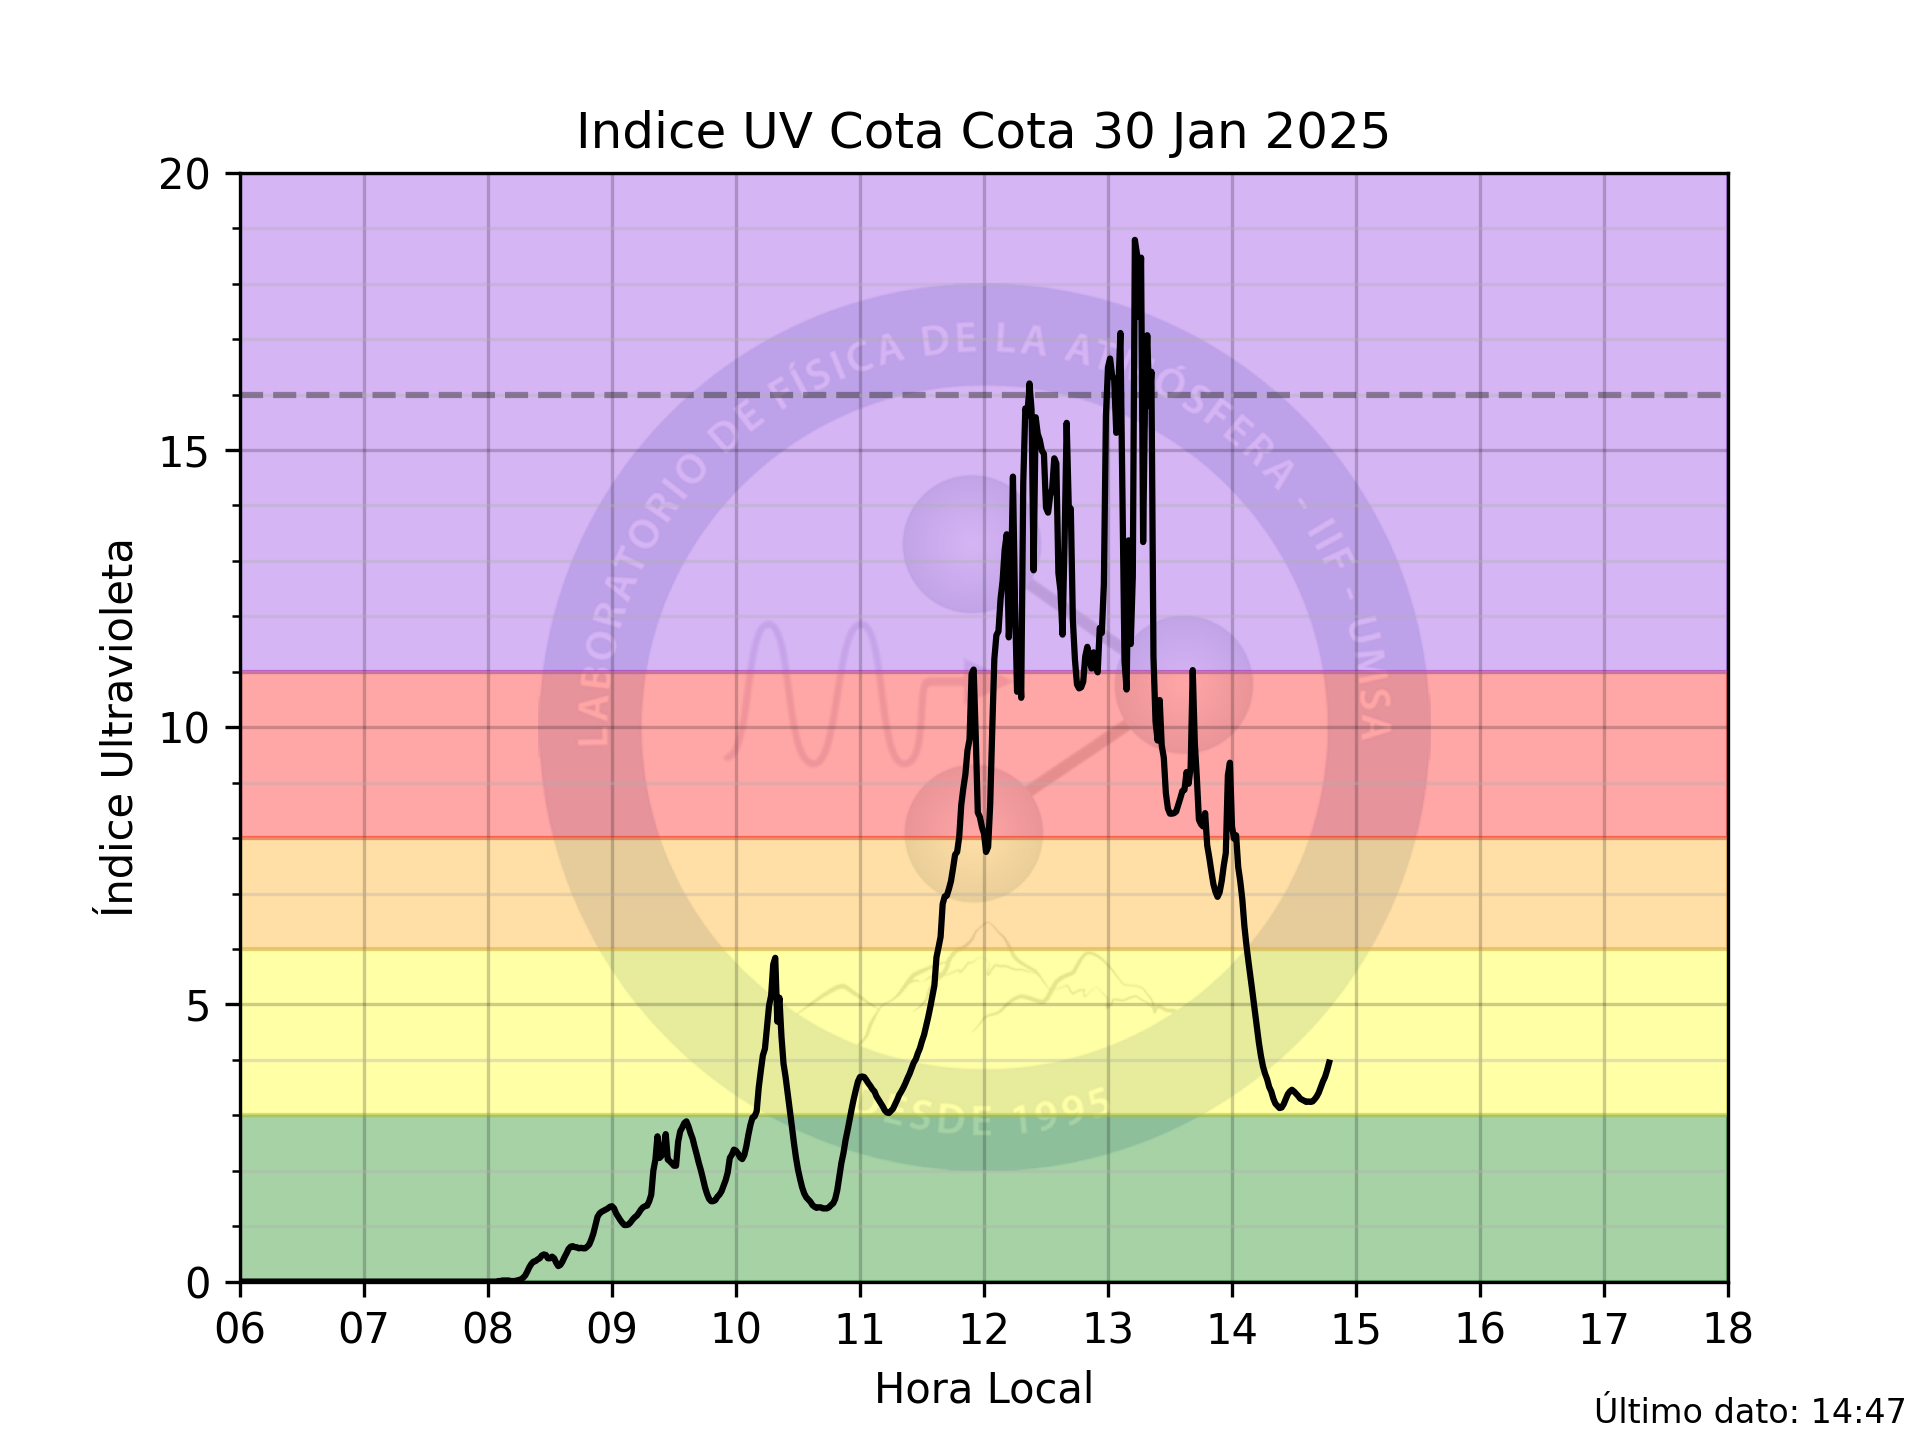 Indice UV Cota Cota 30 Jan 2025
20
15
10
5
0
Índice Ultravioleta
LABORATORIO DE FÍSICA DE LA ATMÓSFERA - IIF - UMSA
DESDE 1995
06 07 08 09 10 11 12 13 14 15 16 17 18
Hora Local
Último dato: 14:47